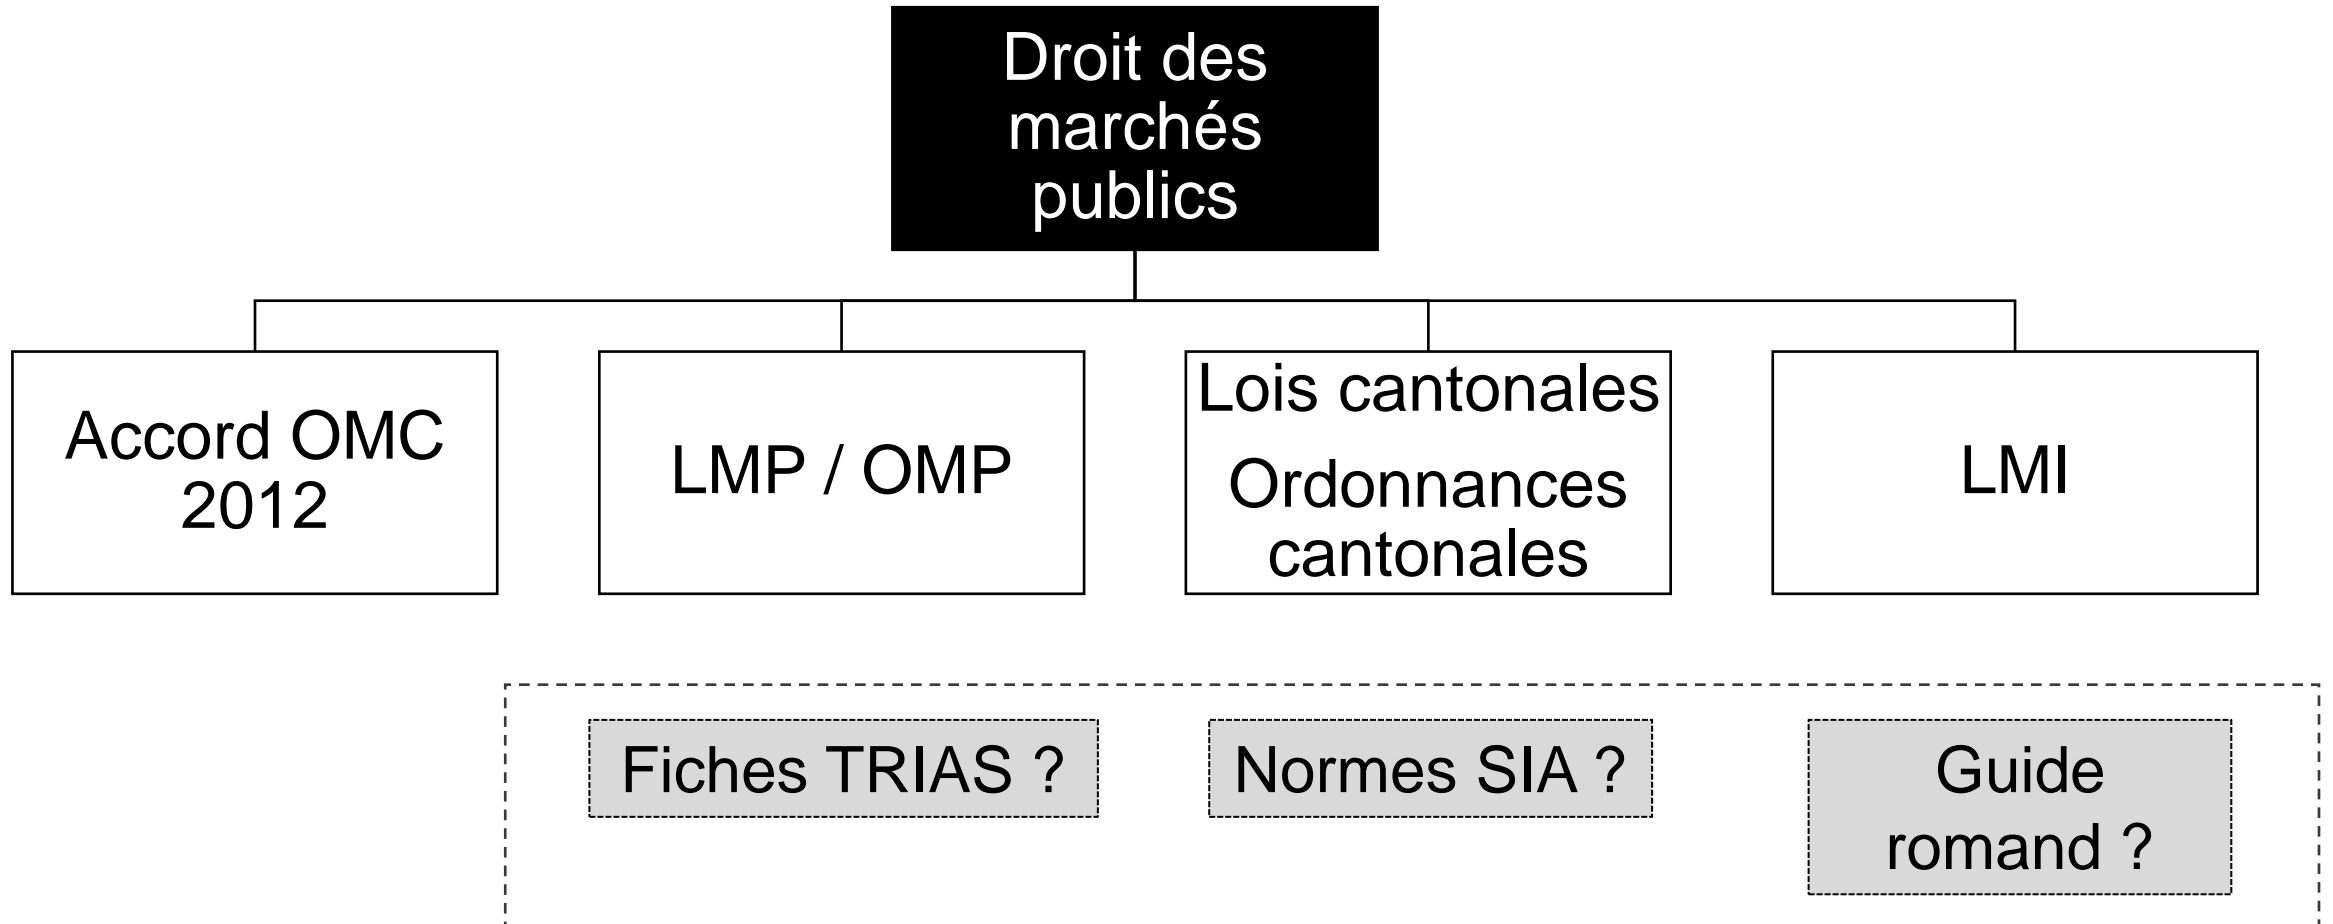 Droit des
marchés
publics
Accord OMC
2012
LMP / OMP
Lois cantonales
Ordonnances
cantonales
LMI
Fiches TRIAS ?
Normes SIA ?
Guide
romand ?